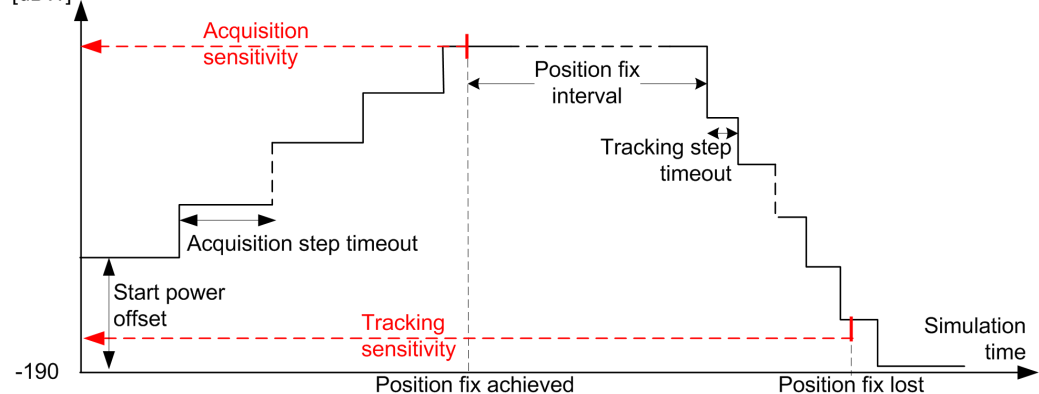 Acquisition
sensitivity
Position fix
interval
Tracking step
timeout
Acquisition step timeout
Start power
offset
Tracking
sensitivity
Simulation
time
-190
Position fix achieved
Position fix lost